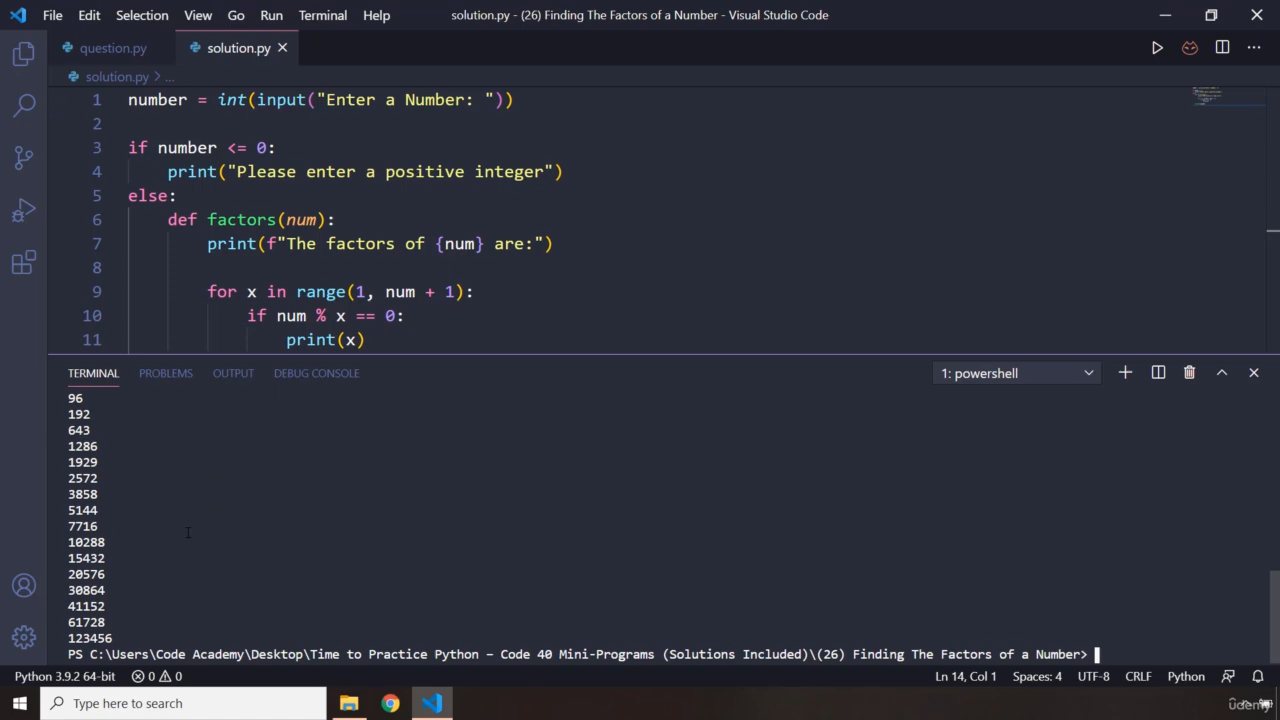 File Edit Selection View Go Run Terminal Help solution.py - (26) Finding The Factors of a Number - Visual Studio Code
question.py solution.py
solution.py > ...
1 number = int(input("Enter a Number: "))
2
3 if number <= 0:
4 print("Please enter a positive integer")
5 else:
6 def factors(num):
7 print(f"The factors of {num} are:")
8
9 for x in range(1, num + 1):
10 if num % x == 0:
11 print(x)
TERMINAL PROBLEMS OUTPUT DEBUG CONSOLE 1: powershell
96
192
643
1286
1929
2572
3858
5144
7716
10288
15432
20576
30864
41152
61728
123456
PS C:\Users\Code Academy\Desktop\Time to Practice Python – Code 40 Mini-Programs (Solutions Included)\(26) Finding The Factors of a Number>
Python 3.9.2 64-bit 0 0 Ln 14, Col 1 Spaces: 4 UTF-8 CRLF Python
Type here to search
udemy